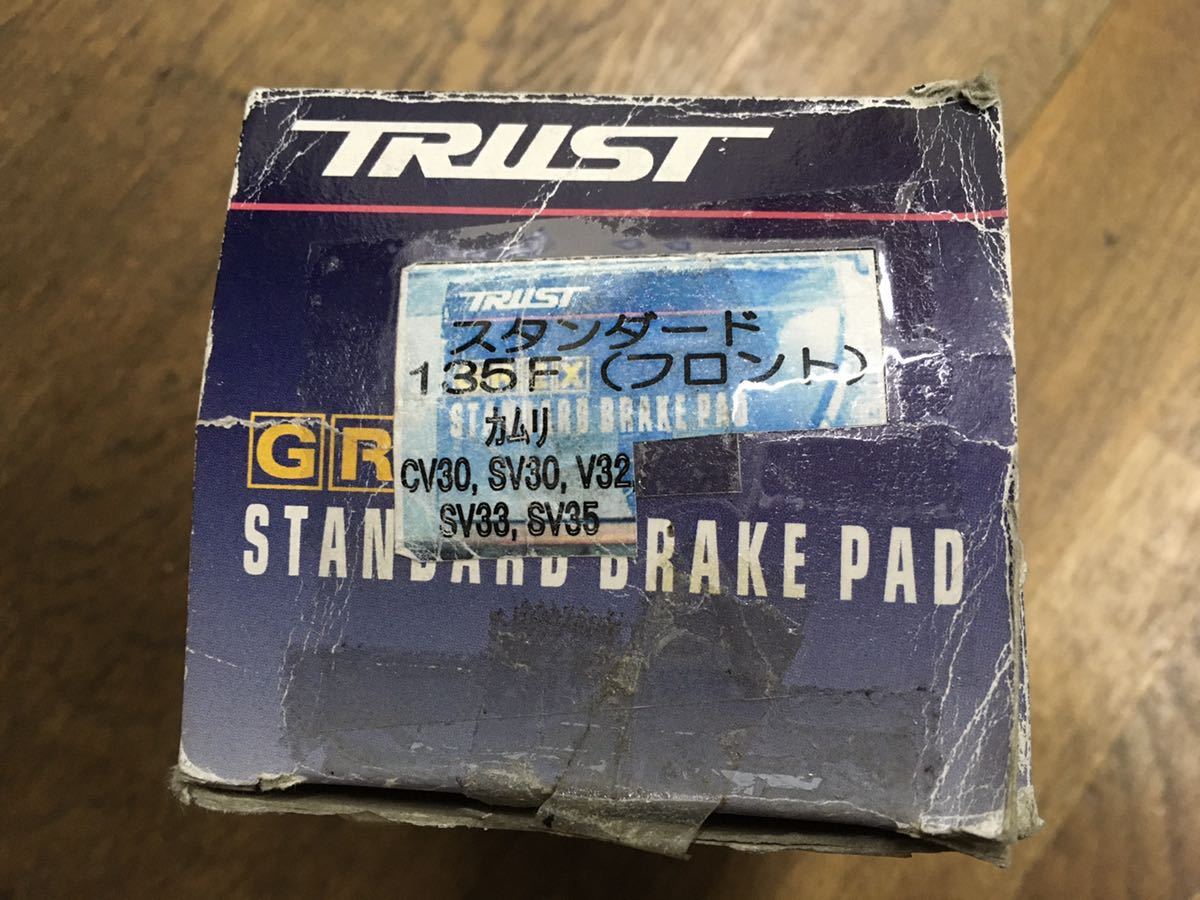 TRUST
TRUST
スタンダード
135F (フロント)
STANDARD BRAKE PAD
カムリ
CV30, SV30, V32,
SV33, SV35
GR
STANDARD BRAKE PAD